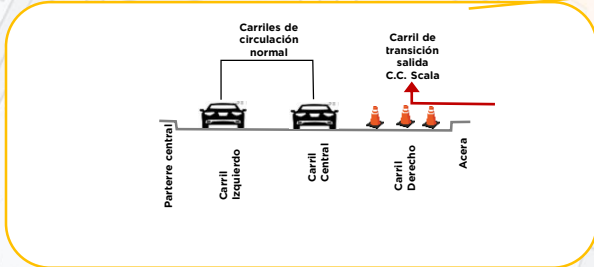 Carriles de
circulación
normal
Carril de
transición
salida
C.C. Scala
Parterre central
Carril
Izquierdo
Carril
Central
Carril
Derecho
Acera